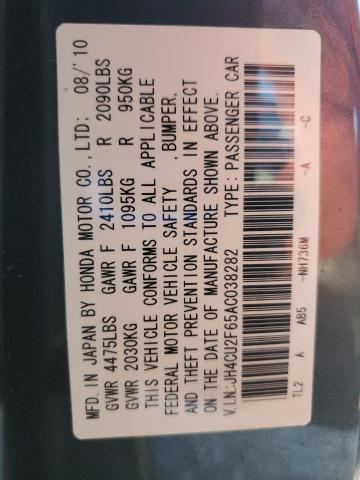 MFD. IN JAPAN BY HONDA MOTOR CO., LTD; 08/'10
GVWR 4475LBS GAWR F 2410LBS R 2090LBS
GVWR 2030KG GAWR F 1095KG R 950KG
THIS VEHICLE CONFORMS TO ALL APPLICABLE
FEDERAL MOTOR VEHICLE SAFETY , BUMPER,
AND THEFT PREVENTION STANDARDS IN EFFECT
ON THE DATE OF MANUFACTURE SHOWN ABOVE.
V.I.N:JH4CU2F65AC038282 TYPE:PASSENGER CAR
TL2 A AB5 -NH736M -A -C